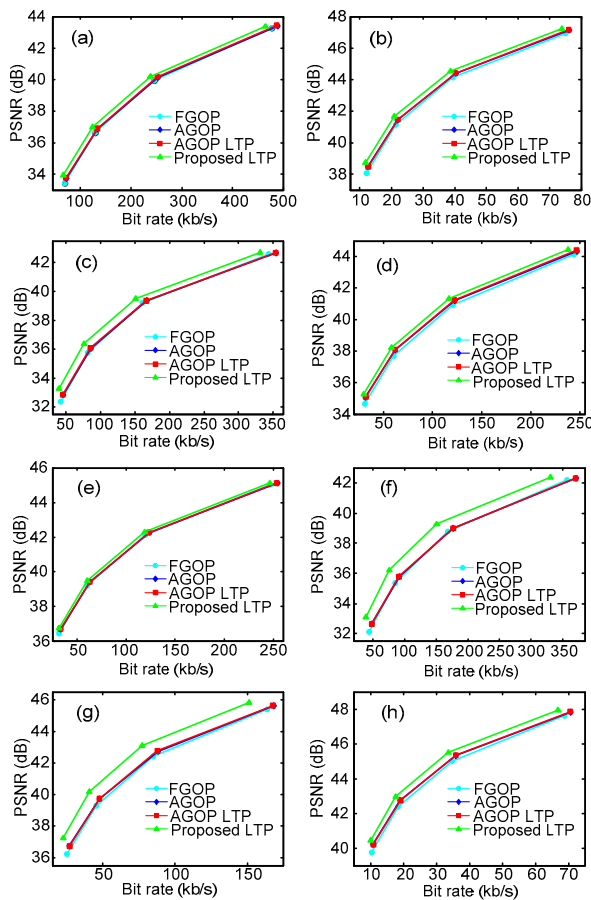 (a)
PSNR (dB)
44
42
40
38
36
34
FGOP
AGOP
AGOP LTP
Proposed LTP
100 200 300 400 500
Bit rate (kb/s)
(b)
PSNR (dB)
48
46
44
42
40
38
FGOP
AGOP
AGOP LTP
Proposed LTP
10 20 30 40 50 60 70 80
Bit rate (kb/s)
(c)
PSNR (dB)
42
40
38
36
34
32
FGOP
AGOP
AGOP LTP
Proposed LTP
50 100 150 200 250 300 350
Bit rate (kb/s)
(d)
PSNR (dB)
44
42
40
38
36
34
FGOP
AGOP
AGOP LTP
Proposed LTP
50 100 150 200 250
Bit rate (kb/s)
(e)
PSNR (dB)
46
44
42
40
38
36
FGOP
AGOP
AGOP LTP
Proposed LTP
50 100 150 200 250
Bit rate (kb/s)
(f)
PSNR (dB)
42
40
38
36
34
32
FGOP
AGOP
AGOP LTP
Proposed LTP
50 100 150 200 250 300 350
Bit rate (kb/s)
(g)
PSNR (dB)
46
44
42
40
38
36
FGOP
AGOP
AGOP LTP
Proposed LTP
50 100 150
Bit rate (kb/s)
(h)
PSNR (dB)
48
46
44
42
40
FGOP
AGOP
AGOP LTP
Proposed LTP
10 20 30 40 50 60 70
Bit rate (kb/s)